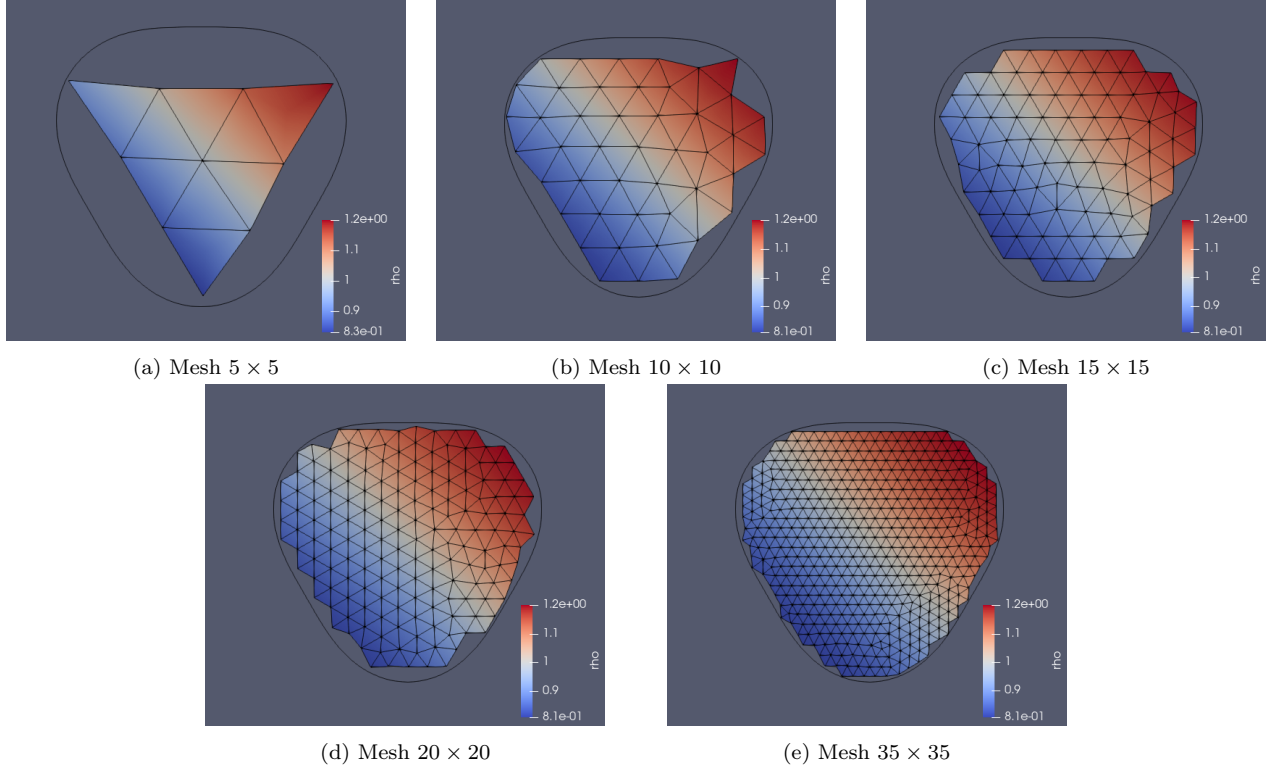 1.2e+00
1.1
1
0.9
8.3e-01
rho
1.2e+00
1.1
1
0.9
8.1e-01
rho
1.2e+00
1.1
1
0.9
8.1e-01
rho
(a) Mesh 5 × 5
(b) Mesh 10 × 10
(c) Mesh 15 × 15
1.2e+00
1.1
1
0.9
8.1e-01
rho
1.2e+00
1.1
1
0.9
8.1e-01
rho
(d) Mesh 20 × 20
(e) Mesh 35 × 35